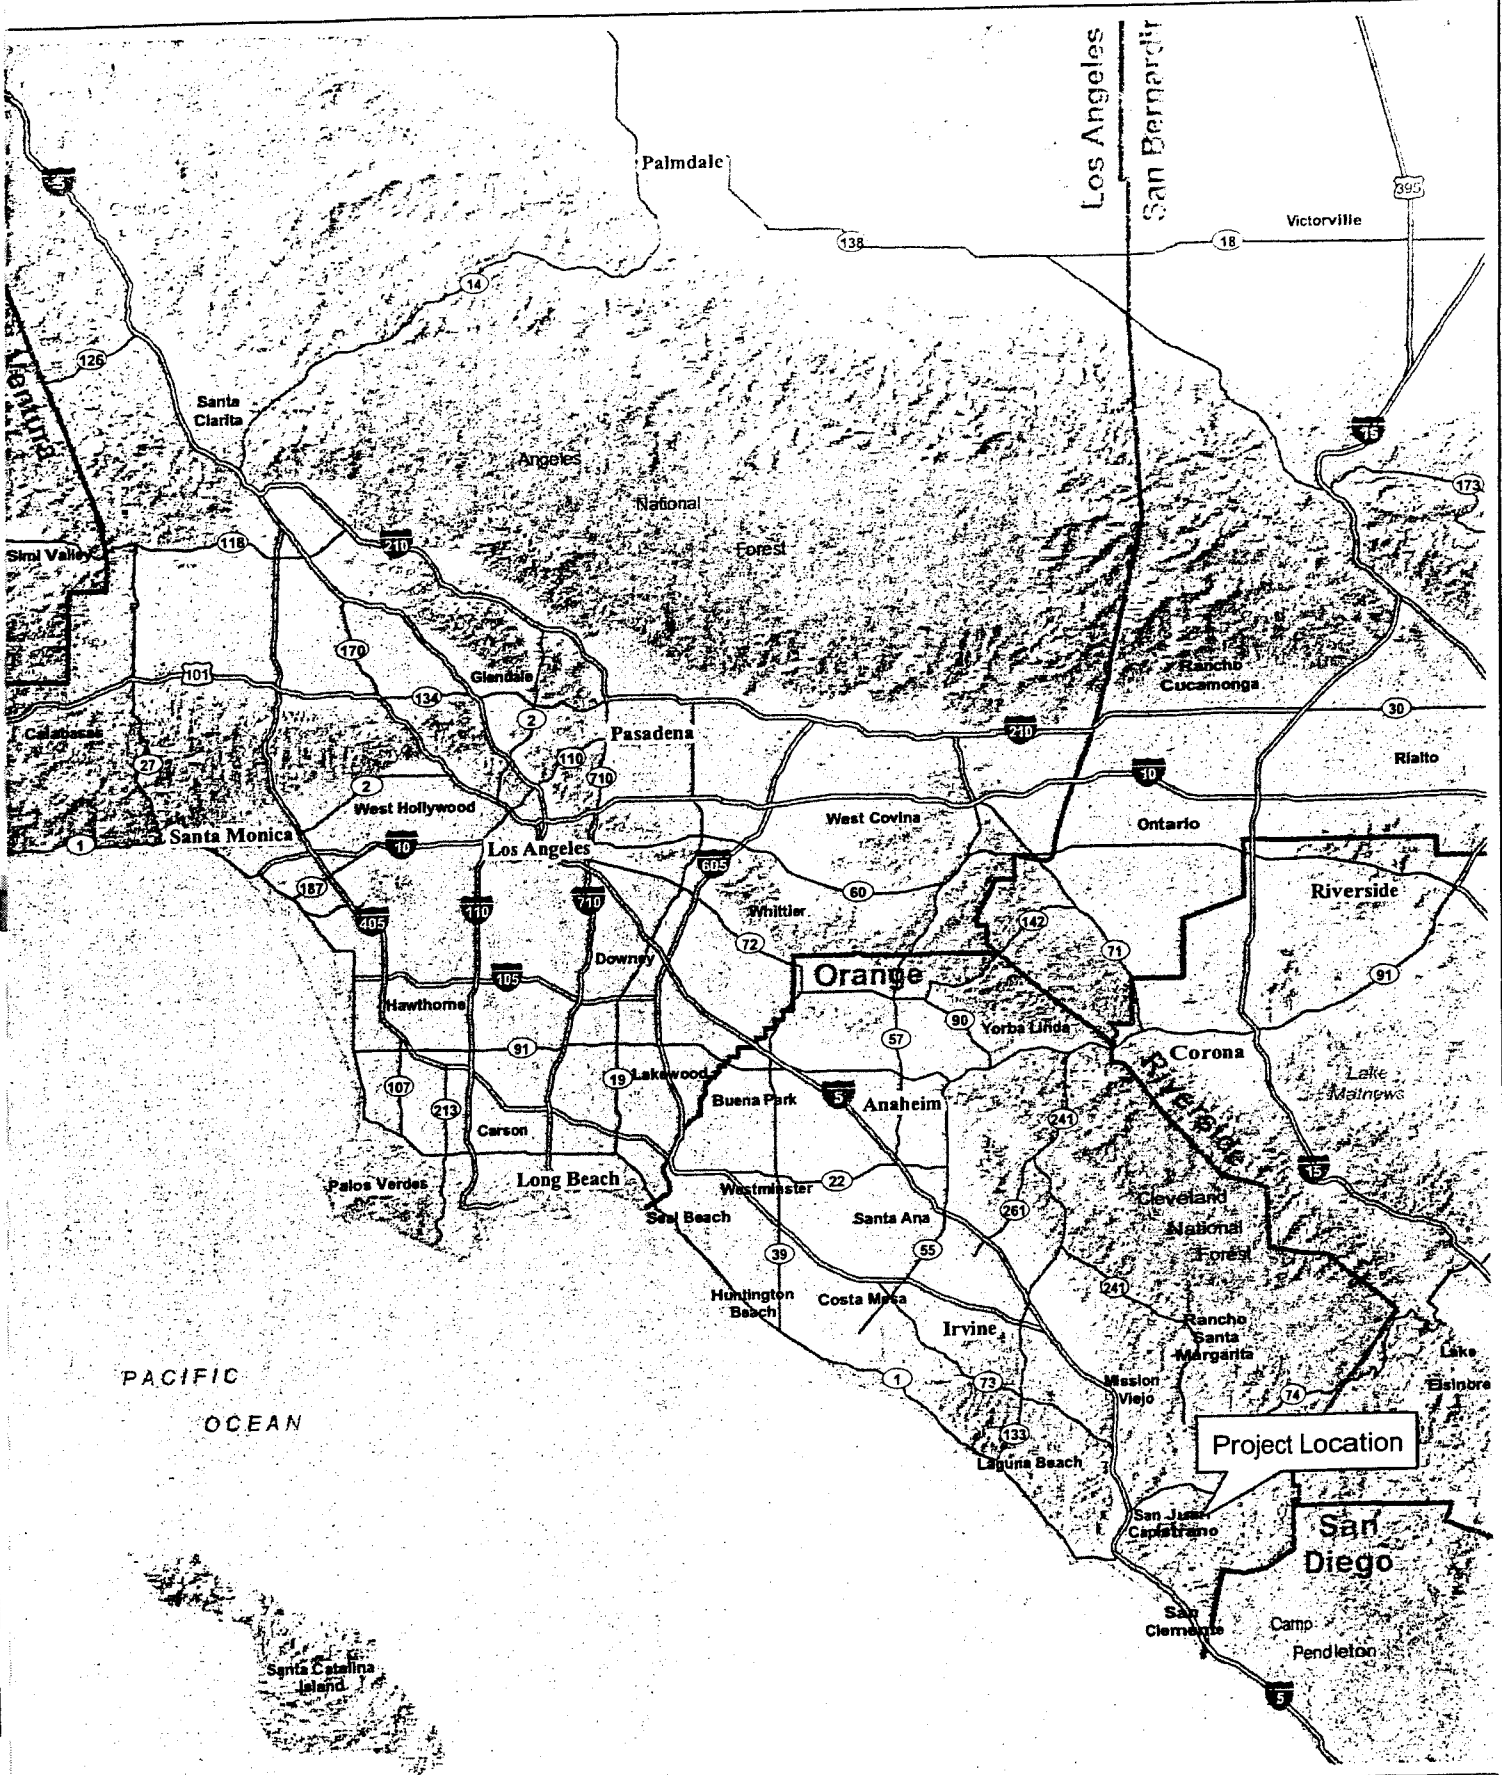 Los Angeles
San Bernardin
395
Palmdale
Victorville
138
18
14
126
Ventura
Santa
Clarita
15
173
Angeles
National
Forest
Simi Valley
118
210
170
101
Glendale
134
Rancho
Cucamonga
30
2
Calabasas
Pasadena
210
27
110
710
10
Rialto
2
West Hollywood
West Covina
Ontario
Santa Monica
1
10
Los Angeles
605
187
60
Riverside
405
110
710
Whittier
142
72
71
Downey
Orange
91
105
Hawthorne
90
Yorba Linda
57
91
Corona
Riverside
Lake
Mathews
107
19
Lakewood
Buena Park
5
Anaheim
213
241
Carson
15
Long Beach
Palos Verdes
Westminster
22
Cleveland
National
Forest
Seal Beach
Santa Ana
261
39
55
241
Huntington
Beach
Costa Mesa
Irvine
Rancho
Santa
Margarita
Lake
Elsinore
PACIFIC
OCEAN
1
73
Mission
Viejo
74
133
Laguna Beach
Project Location
San Juan
Capistrano
San
Diego
San
Clemente
Camp
Pendleton
Santa Catalina
Island
5